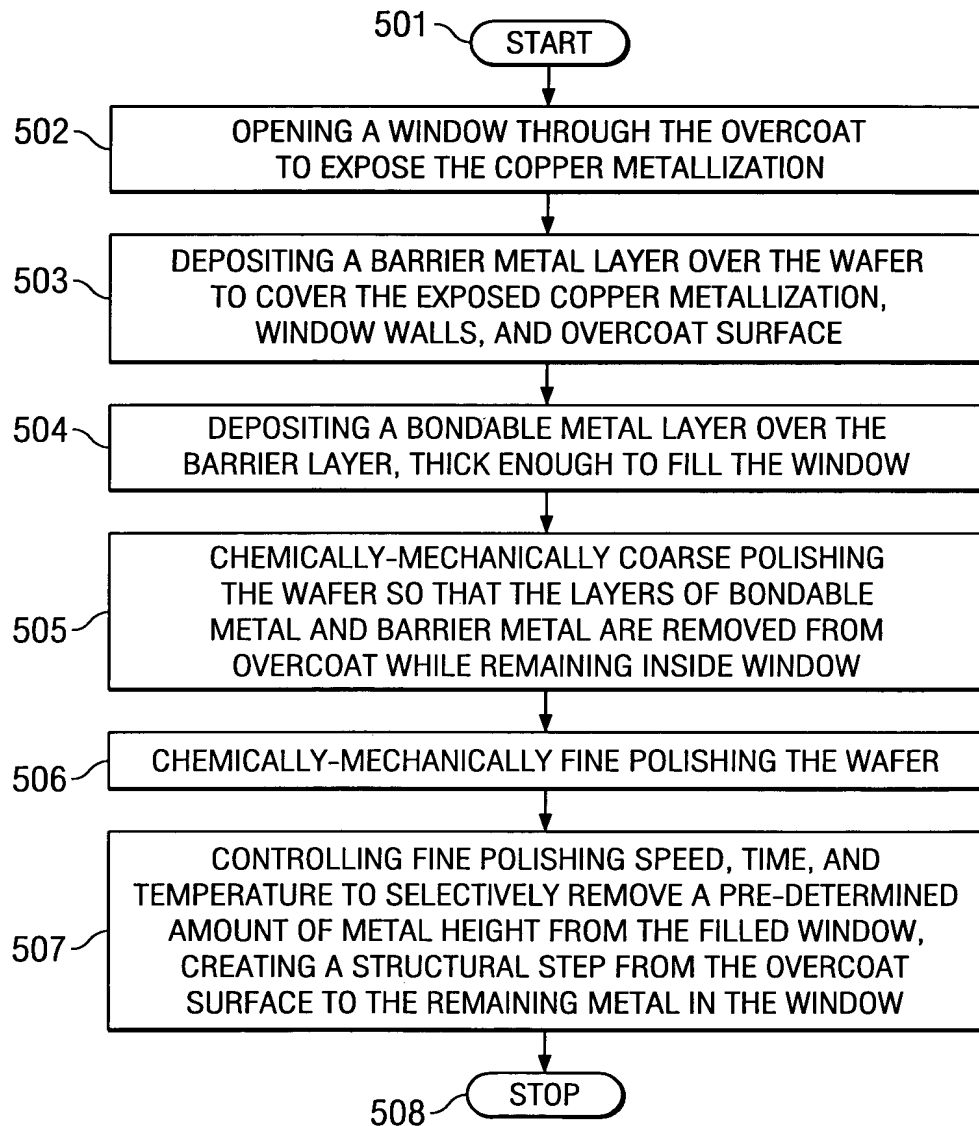 501 START
502 OPENING A WINDOW THROUGH THE OVERCOAT
TO EXPOSE THE COPPER METALLIZATION
503 DEPOSITING A BARRIER METAL LAYER OVER THE WAFER
TO COVER THE EXPOSED COPPER METALLIZATION,
WINDOW WALLS, AND OVERCOAT SURFACE
504 DEPOSITING A BONDABLE METAL LAYER OVER THE
BARRIER LAYER, THICK ENOUGH TO FILL THE WINDOW
CHEMICALLY-MECHANICALLY COARSE POLISHING
THE WAFER SO THAT THE LAYERS OF BONDABLE
505 METAL AND BARRIER METAL ARE REMOVED FROM
OVERCOAT WHILE REMAINING INSIDE WINDOW
506 CHEMICALLY-MECHANICALLY FINE POLISHING THE WAFER
CONTROLLING FINE POLISHING SPEED, TIME, AND
TEMPERATURE TO SELECTIVELY REMOVE A PRE-DETERMINED
507 AMOUNT OF METAL HEIGHT FROM THE FILLED WINDOW,
CREATING A STRUCTURAL STEP FROM THE OVERCOAT
SURFACE TO THE REMAINING METAL IN THE WINDOW
508 STOP